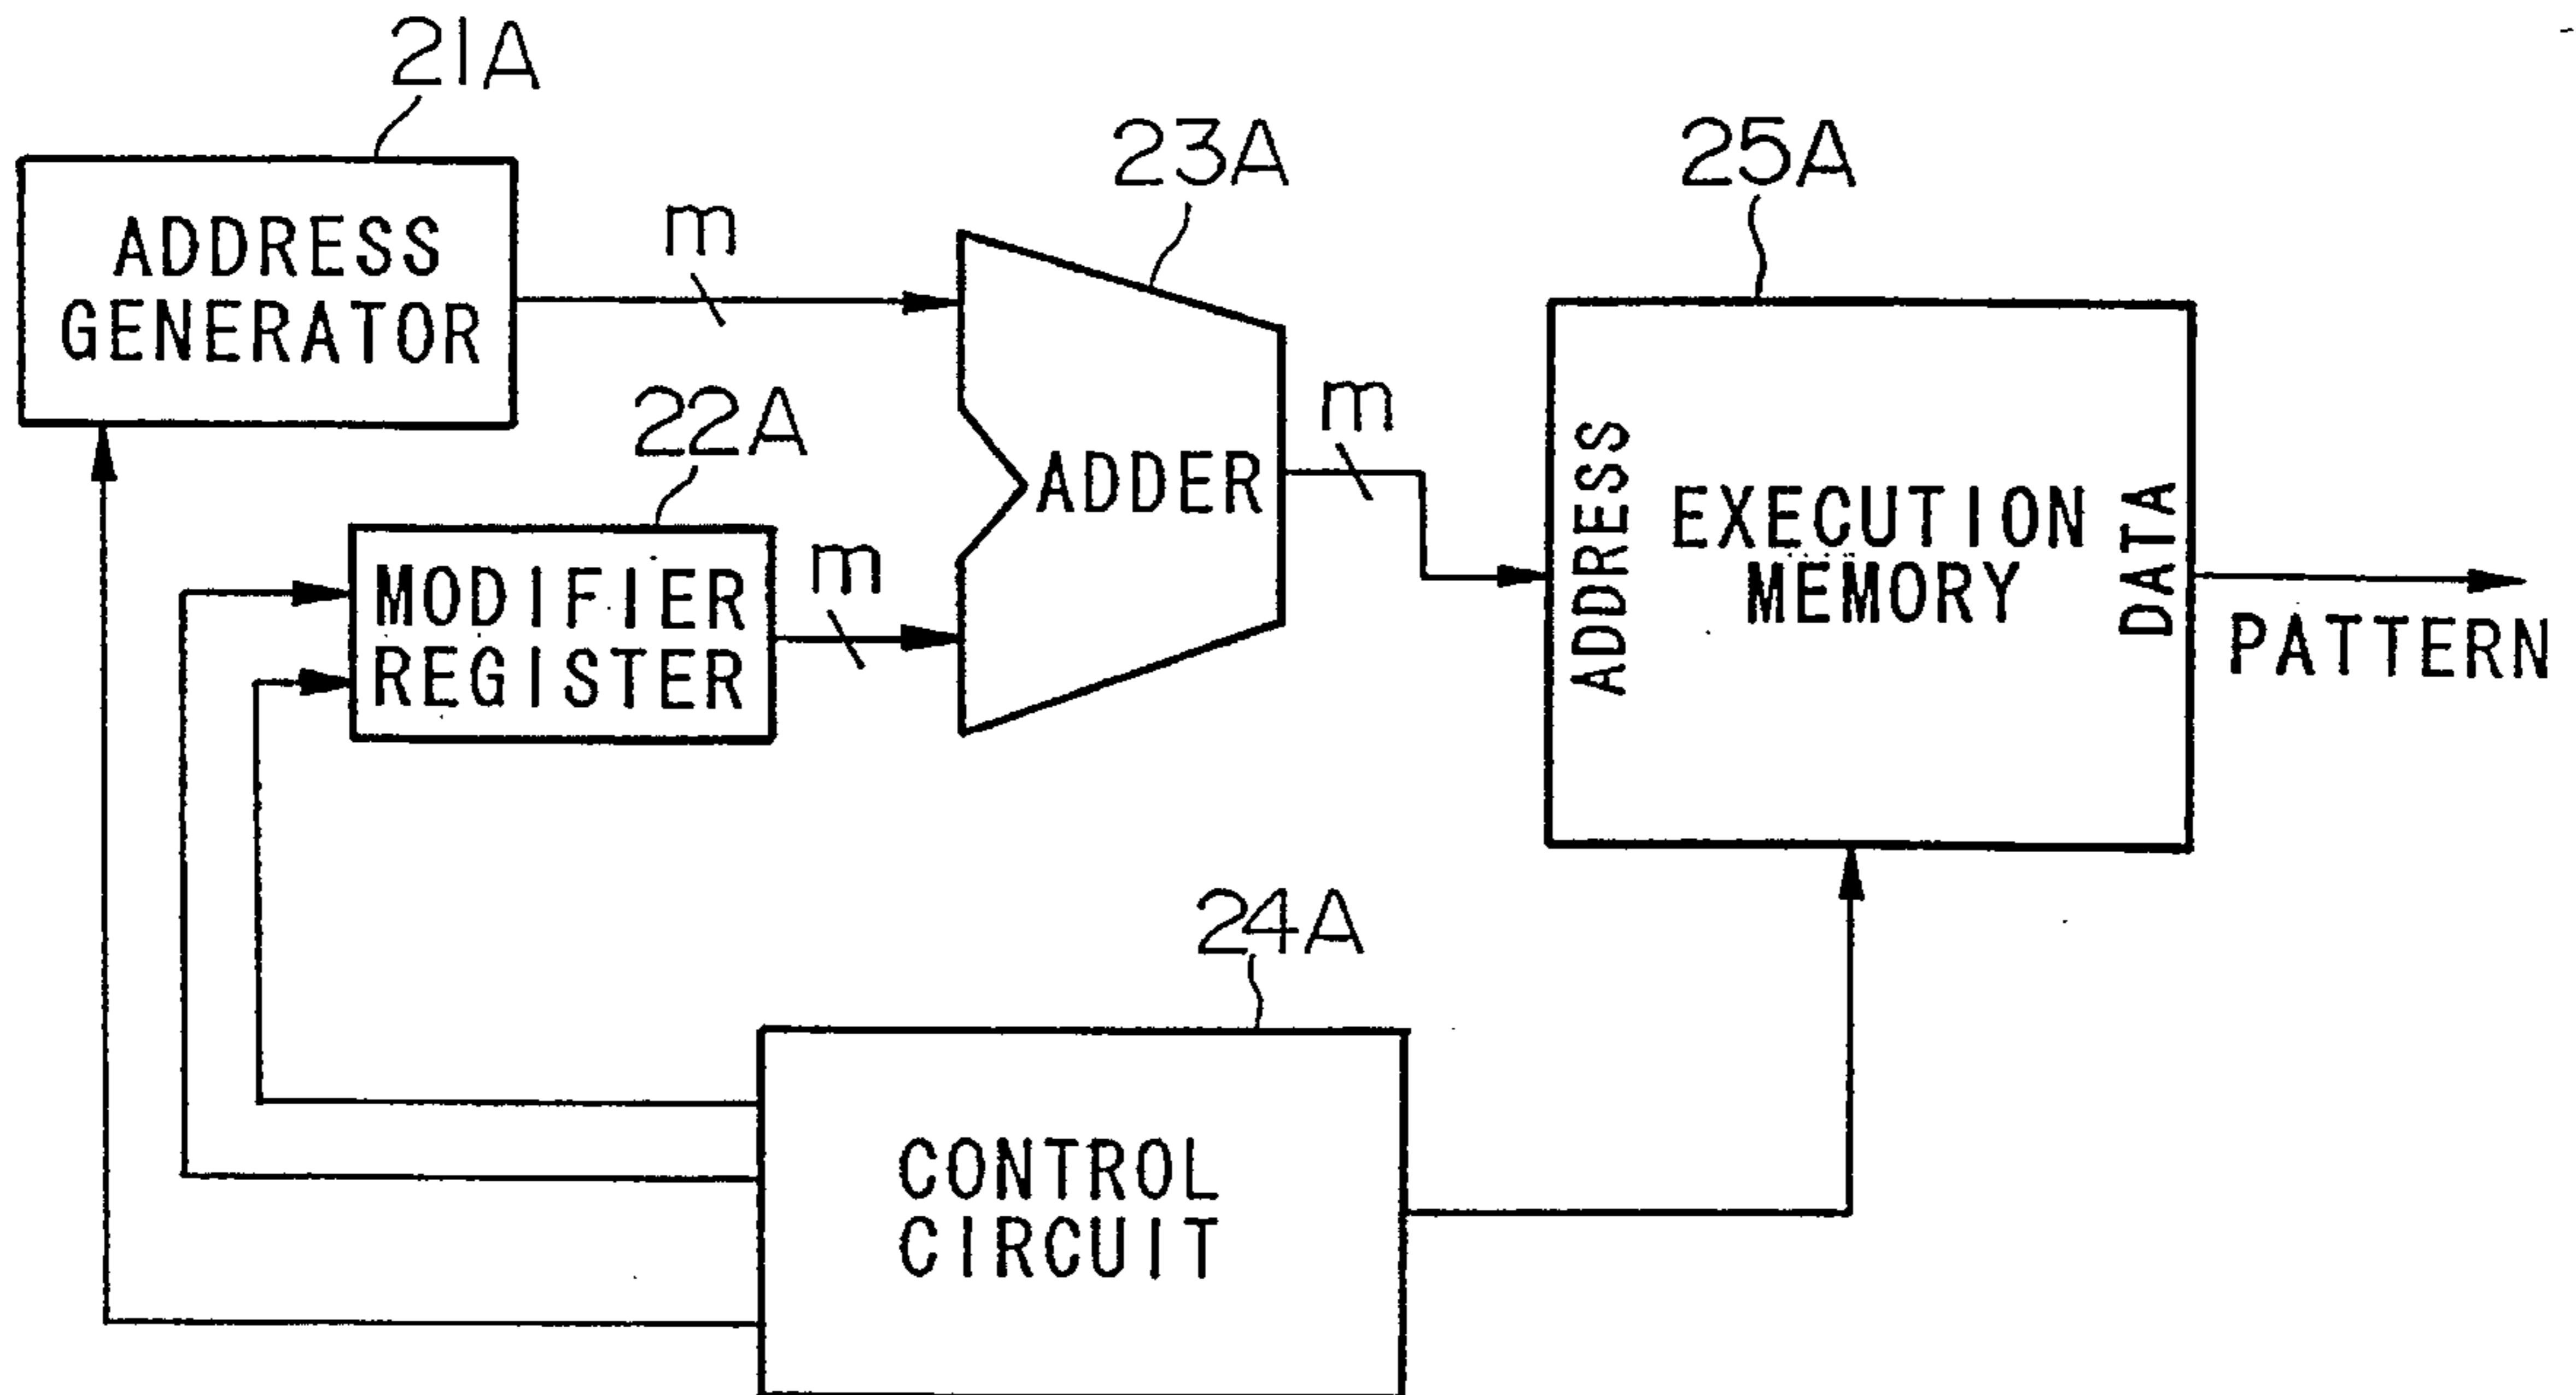 21A
ADDRESS
GENERATOR
m
23A
25A
22A
MODIFIER
REGISTER
m
ADDER
m
ADDRESS
EXECUTION
MEMORY
DATA
PATTERN
24A
CONTROL
CIRCUIT